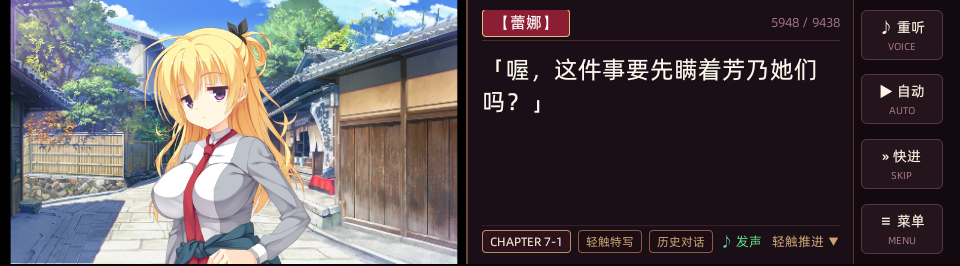 【蕾娜】
5948 / 9438
「喔，这件事要先瞒着芳乃她们
吗？」
CHAPTER 7-1
轻触特写
历史对话
♪ 发声
轻触推进 ▼
♪ 重听
VOICE
▶ 自动
AUTO
» 快进
SKIP
≡ 菜单
MENU